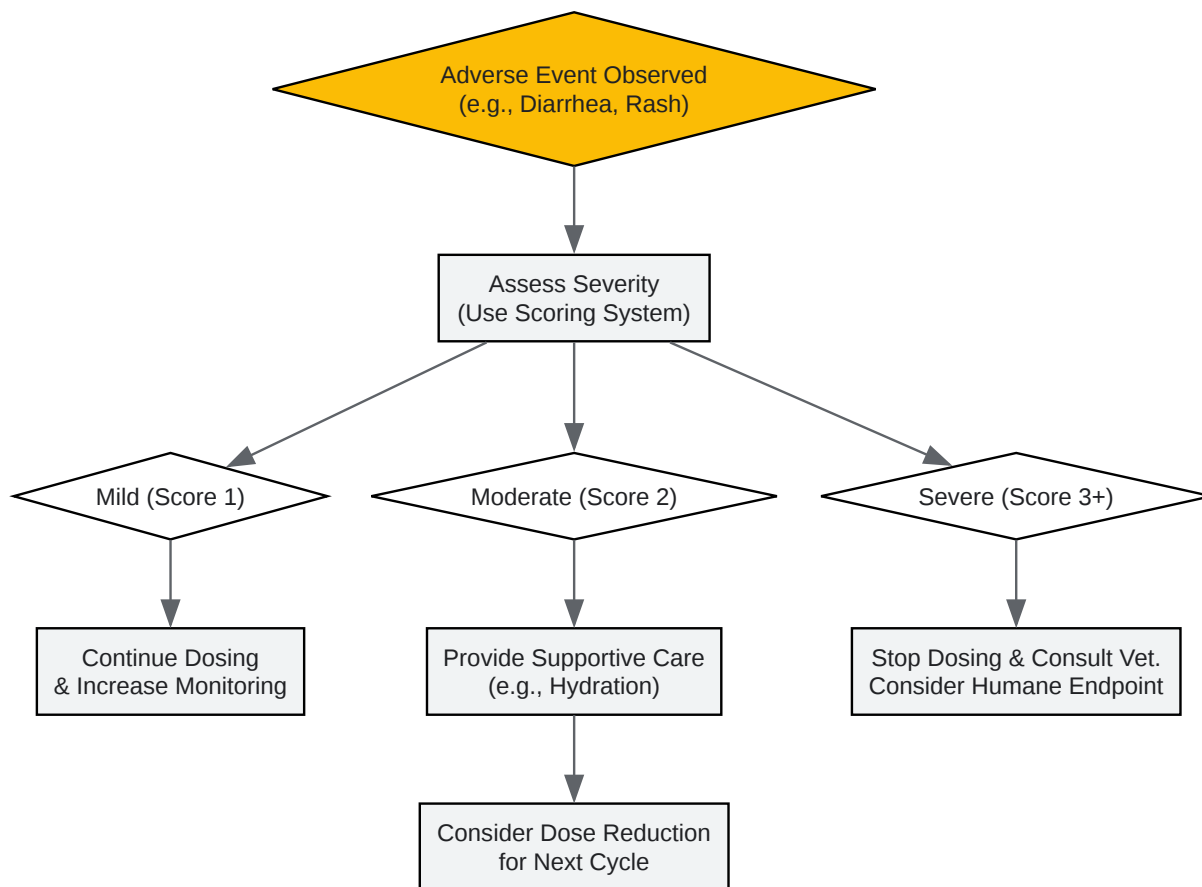 Adverse Event Observed
(e.g., Diarrhea, Rash)
Assess Severity
(Use Scoring System)
Mild (Score 1)
Moderate (Score 2)
Severe (Score 3+)
Continue Dosing
& Increase Monitoring
Provide Supportive Care
(e.g., Hydration)
Stop Dosing & Consult Vet.
Consider Humane Endpoint
Consider Dose Reduction
for Next Cycle